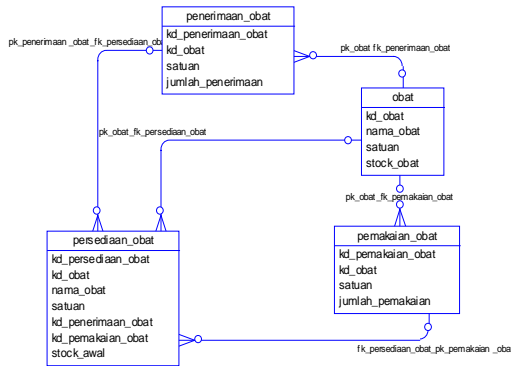 penerimaan_obat
kd_penerimaan_obat
kd_obat
satuan
jumlah_penerimaan
pk_penerimaan _obat_fk_persediaan_obat
pk_obat fk_penerimaan_obat
obat
kd_obat
nama_obat
satuan
stock_obat
pk_obat_fk_persediaan_obat
pk_obat_fk_pemakaian_obat
persediaan_obat
kd_persediaan_obat
kd_obat
nama_obat
satuan
kd_penerimaan_obat
kd_pemakaian_obat
stock_awal
pemakaian_obat
kd_pemakaian_obat
kd_obat
satuan
jumlah_pemakaian
fk_persediaan_obat_pk_pemakaian _obat